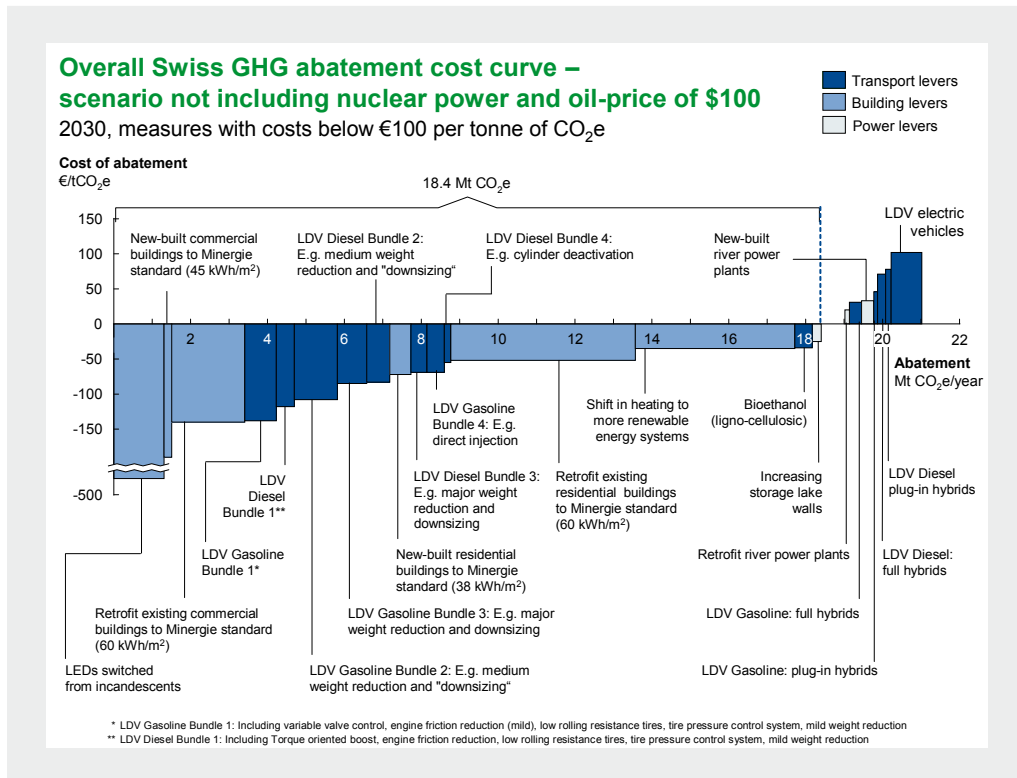 Overall Swiss GHG abatement cost curve –
scenario not including nuclear power and oil-price of $100
2030, measures with costs below €100 per tonne of CO₂e
Transport levers
Building levers
Power levers
Cost of abatement
€/tCO₂e
18.4 Mt CO₂e
150
100
50
0
-50
-100
-150
-500
New-built commercial
buildings to Minergie
standard (45 kWh/m²)
LDV Diesel Bundle 2:
E.g. medium weight
reduction and "downsizing“
LDV Diesel Bundle 4:
E.g. cylinder deactivation
New-built
river power
plants
LDV electric
vehicles
2
4
6
8
10
12
14
16
18
20
22
Abatement
Mt CO₂e/year
LDV
Diesel
Bundle 1**
LDV Gasoline
Bundle 1*
Retrofit existing commercial
buildings to Minergie standard
(60 kWh/m²)
LEDs switched
from incandescents
LDV Gasoline
Bundle 4: E.g.
direct injection
LDV Diesel Bundle 3:
E.g. major weight
reduction and
downsizing
New-built residential
buildings to Minergie
standard (38 kWh/m²)
LDV Gasoline Bundle 3: E.g. major
weight reduction and downsizing
LDV Gasoline Bundle 2: E.g. medium
weight reduction and "downsizing“
Retrofit existing
residential buildings
to Minergie standard
(60 kWh/m²)
Shift in heating to
more renewable
energy systems
Bioethanol
(ligno-cellulosic)
Increasing
storage lake
walls
Retrofit river power plants
LDV Gasoline: full hybrids
LDV Gasoline: plug-in hybrids
LDV Diesel
plug-in hybrids
LDV Diesel:
full hybrids
* LDV Gasoline Bundle 1: Including variable valve control, engine friction reduction (mild), low rolling resistance tires, tire pressure control system, mild weight reduction
** LDV Diesel Bundle 1: Including Torque oriented boost, engine friction reduction, low rolling resistance tires, tire pressure control system, mild weight reduction